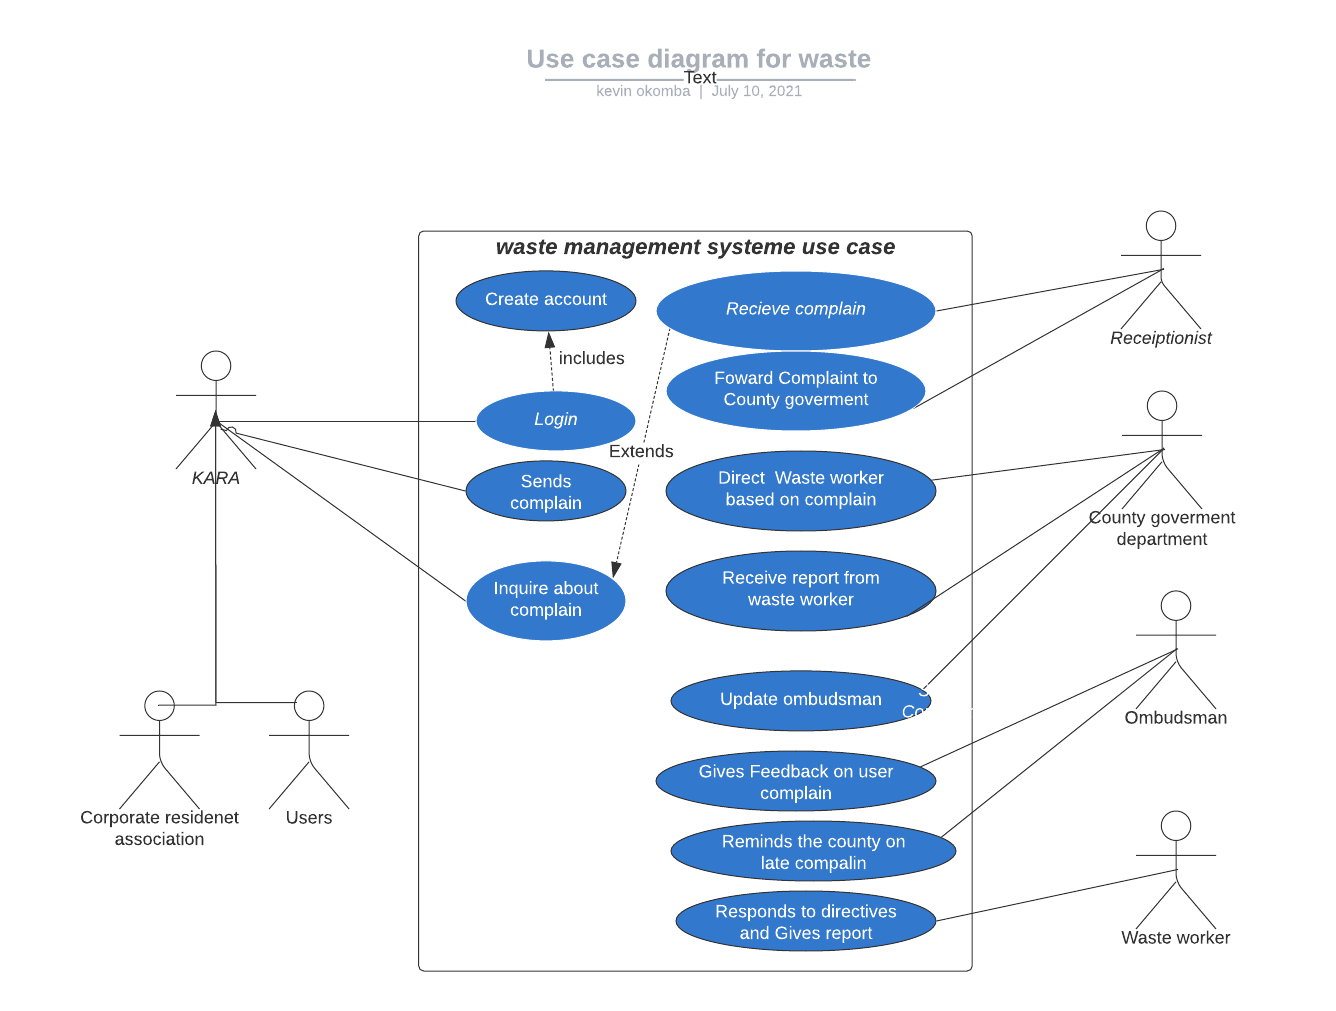 Use case diagram for waste
Text
kevin okomba | July 10, 2021
waste management systeme use case
Create account
includes
Login
Extends
Sends
complain
Inquire about
complain
Recieve complain
Foward Complaint to
County goverment
Direct Waste worker
based on complain
Receive report from
waste worker
Update ombudsman
Gives Feedback on user
complain
Reminds the county on
late compalin
Responds to directives
and Gives report
KARA
Corporate residenet
association
Users
Receiptionist
County goverment
department
Ombudsman
Waste worker